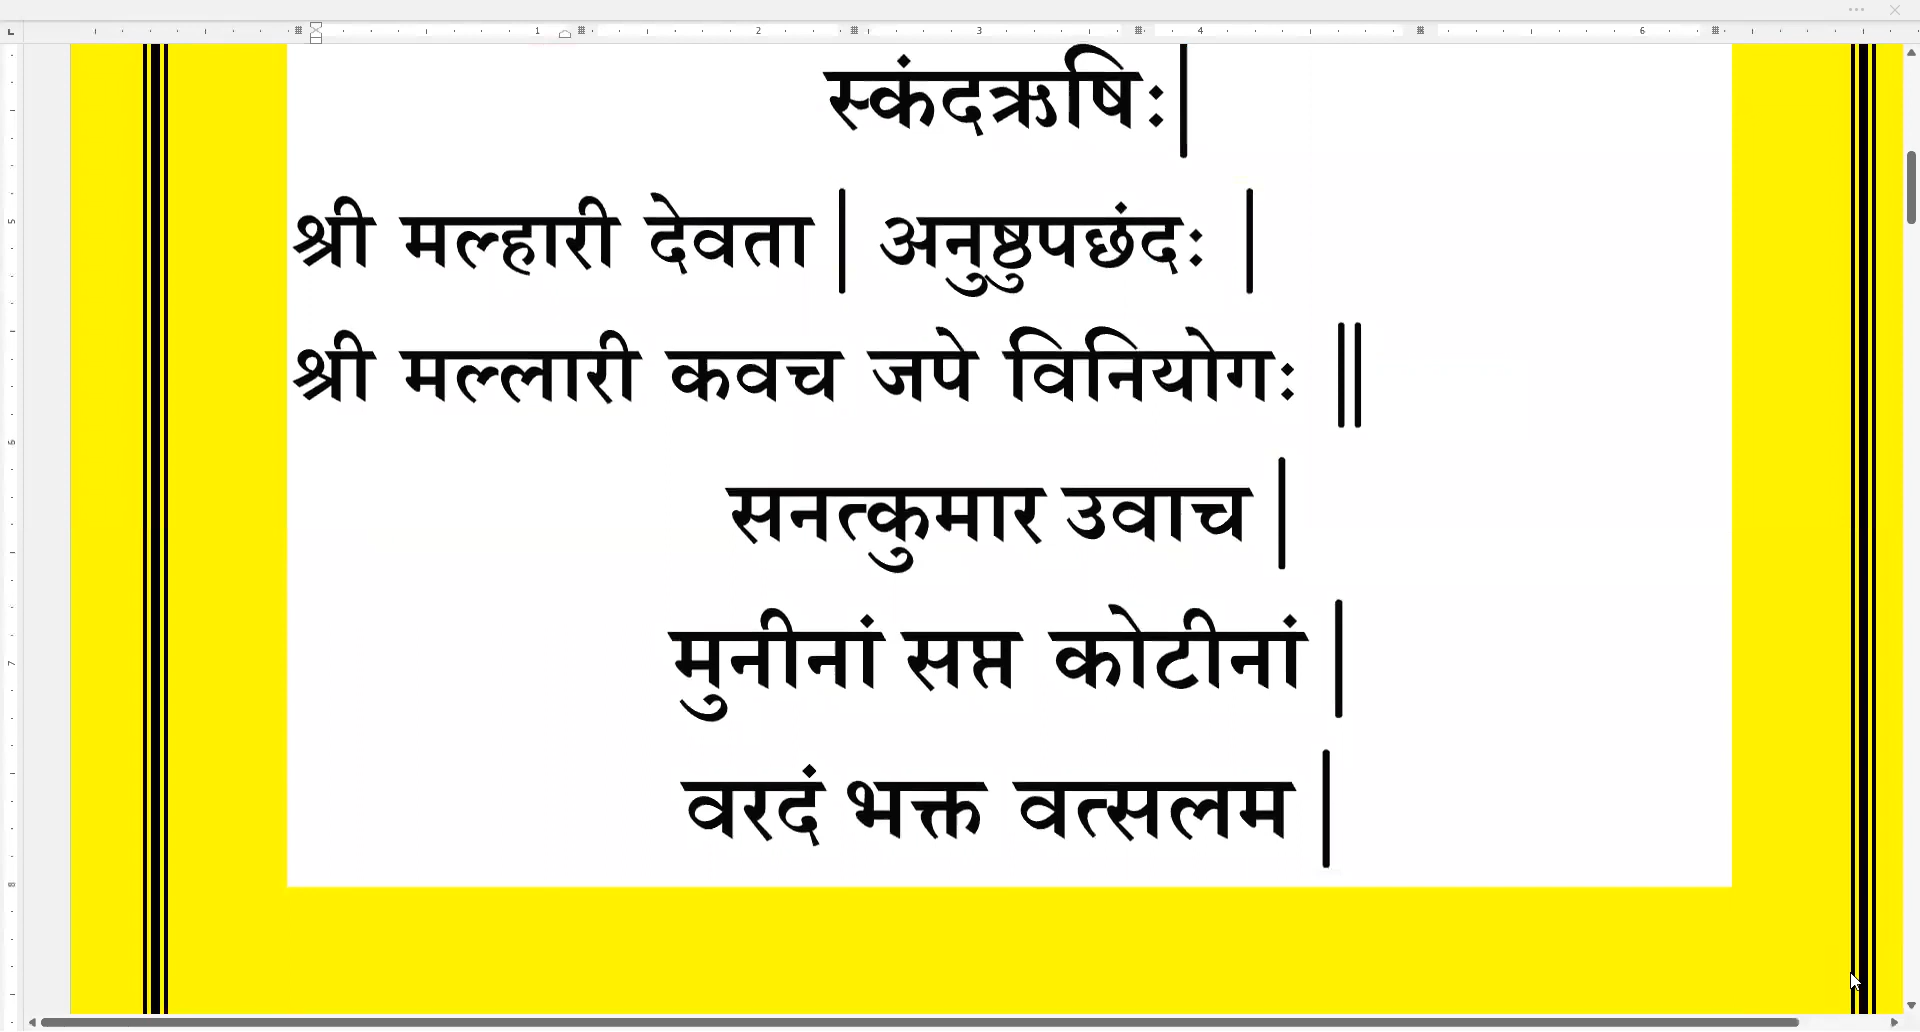 स्कंदऋषिः|
श्री मल्हारी देवता| अनुष्ठुपछंदः |
श्री मल्लारी कवच जपे विनियोगः ||
सनत्कुमार उवाच |
मुनीनां सप्त कोटीनां |
वरदं भक्त वत्सलम |